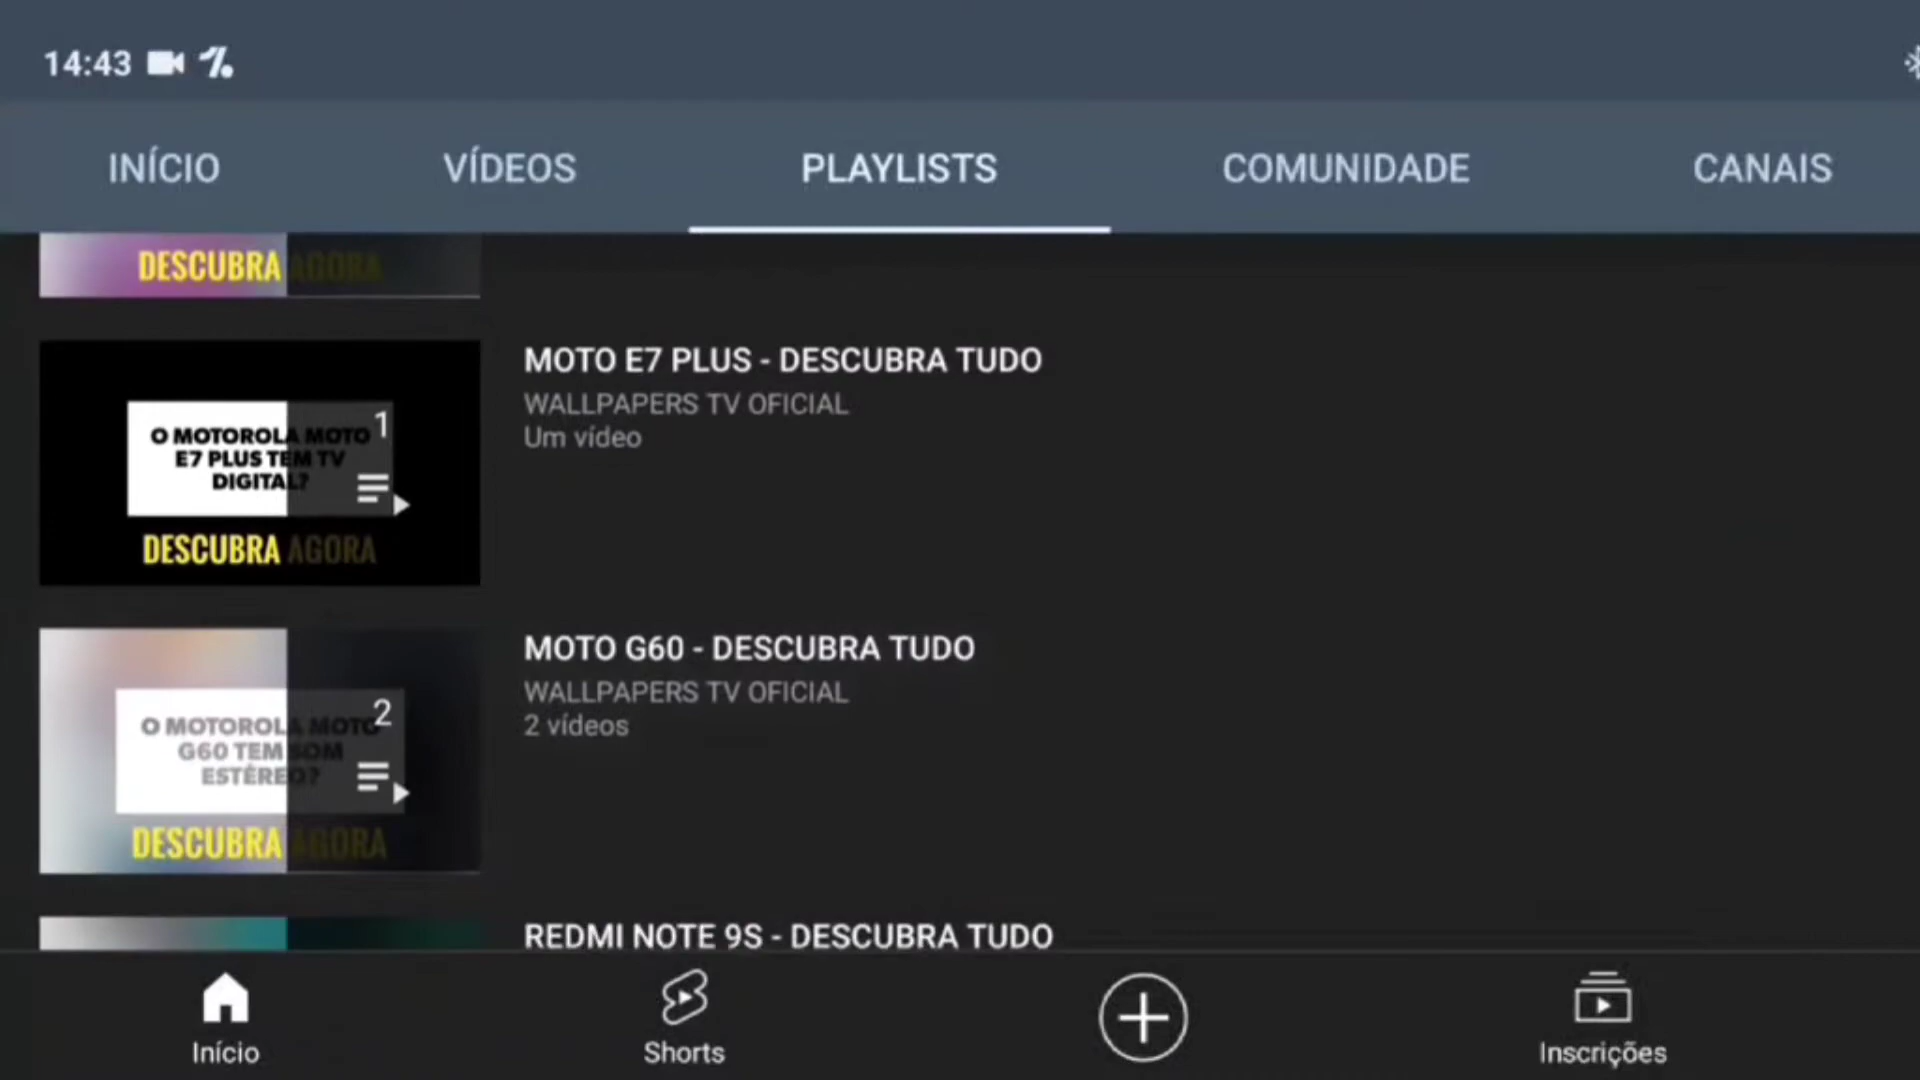 14:43
INÍCIO VÍDEOS PLAYLISTS COMUNIDADE CANAIS
DESCUBRA AGORA
O MOTOROLA MOTO
E7 PLUS TEM TV
DIGITAL?
1
DESCUBRA AGORA
MOTO E7 PLUS - DESCUBRA TUDO
WALLPAPERS TV OFICIAL
Um vídeo
O MOTOROLA MOTO
G60 TEM SOM
ESTÉREO?
2
DESCUBRA AGORA
MOTO G60 - DESCUBRA TUDO
WALLPAPERS TV OFICIAL
2 vídeos
REDMI NOTE 9S - DESCUBRA TUDO
Início Shorts Inscrições